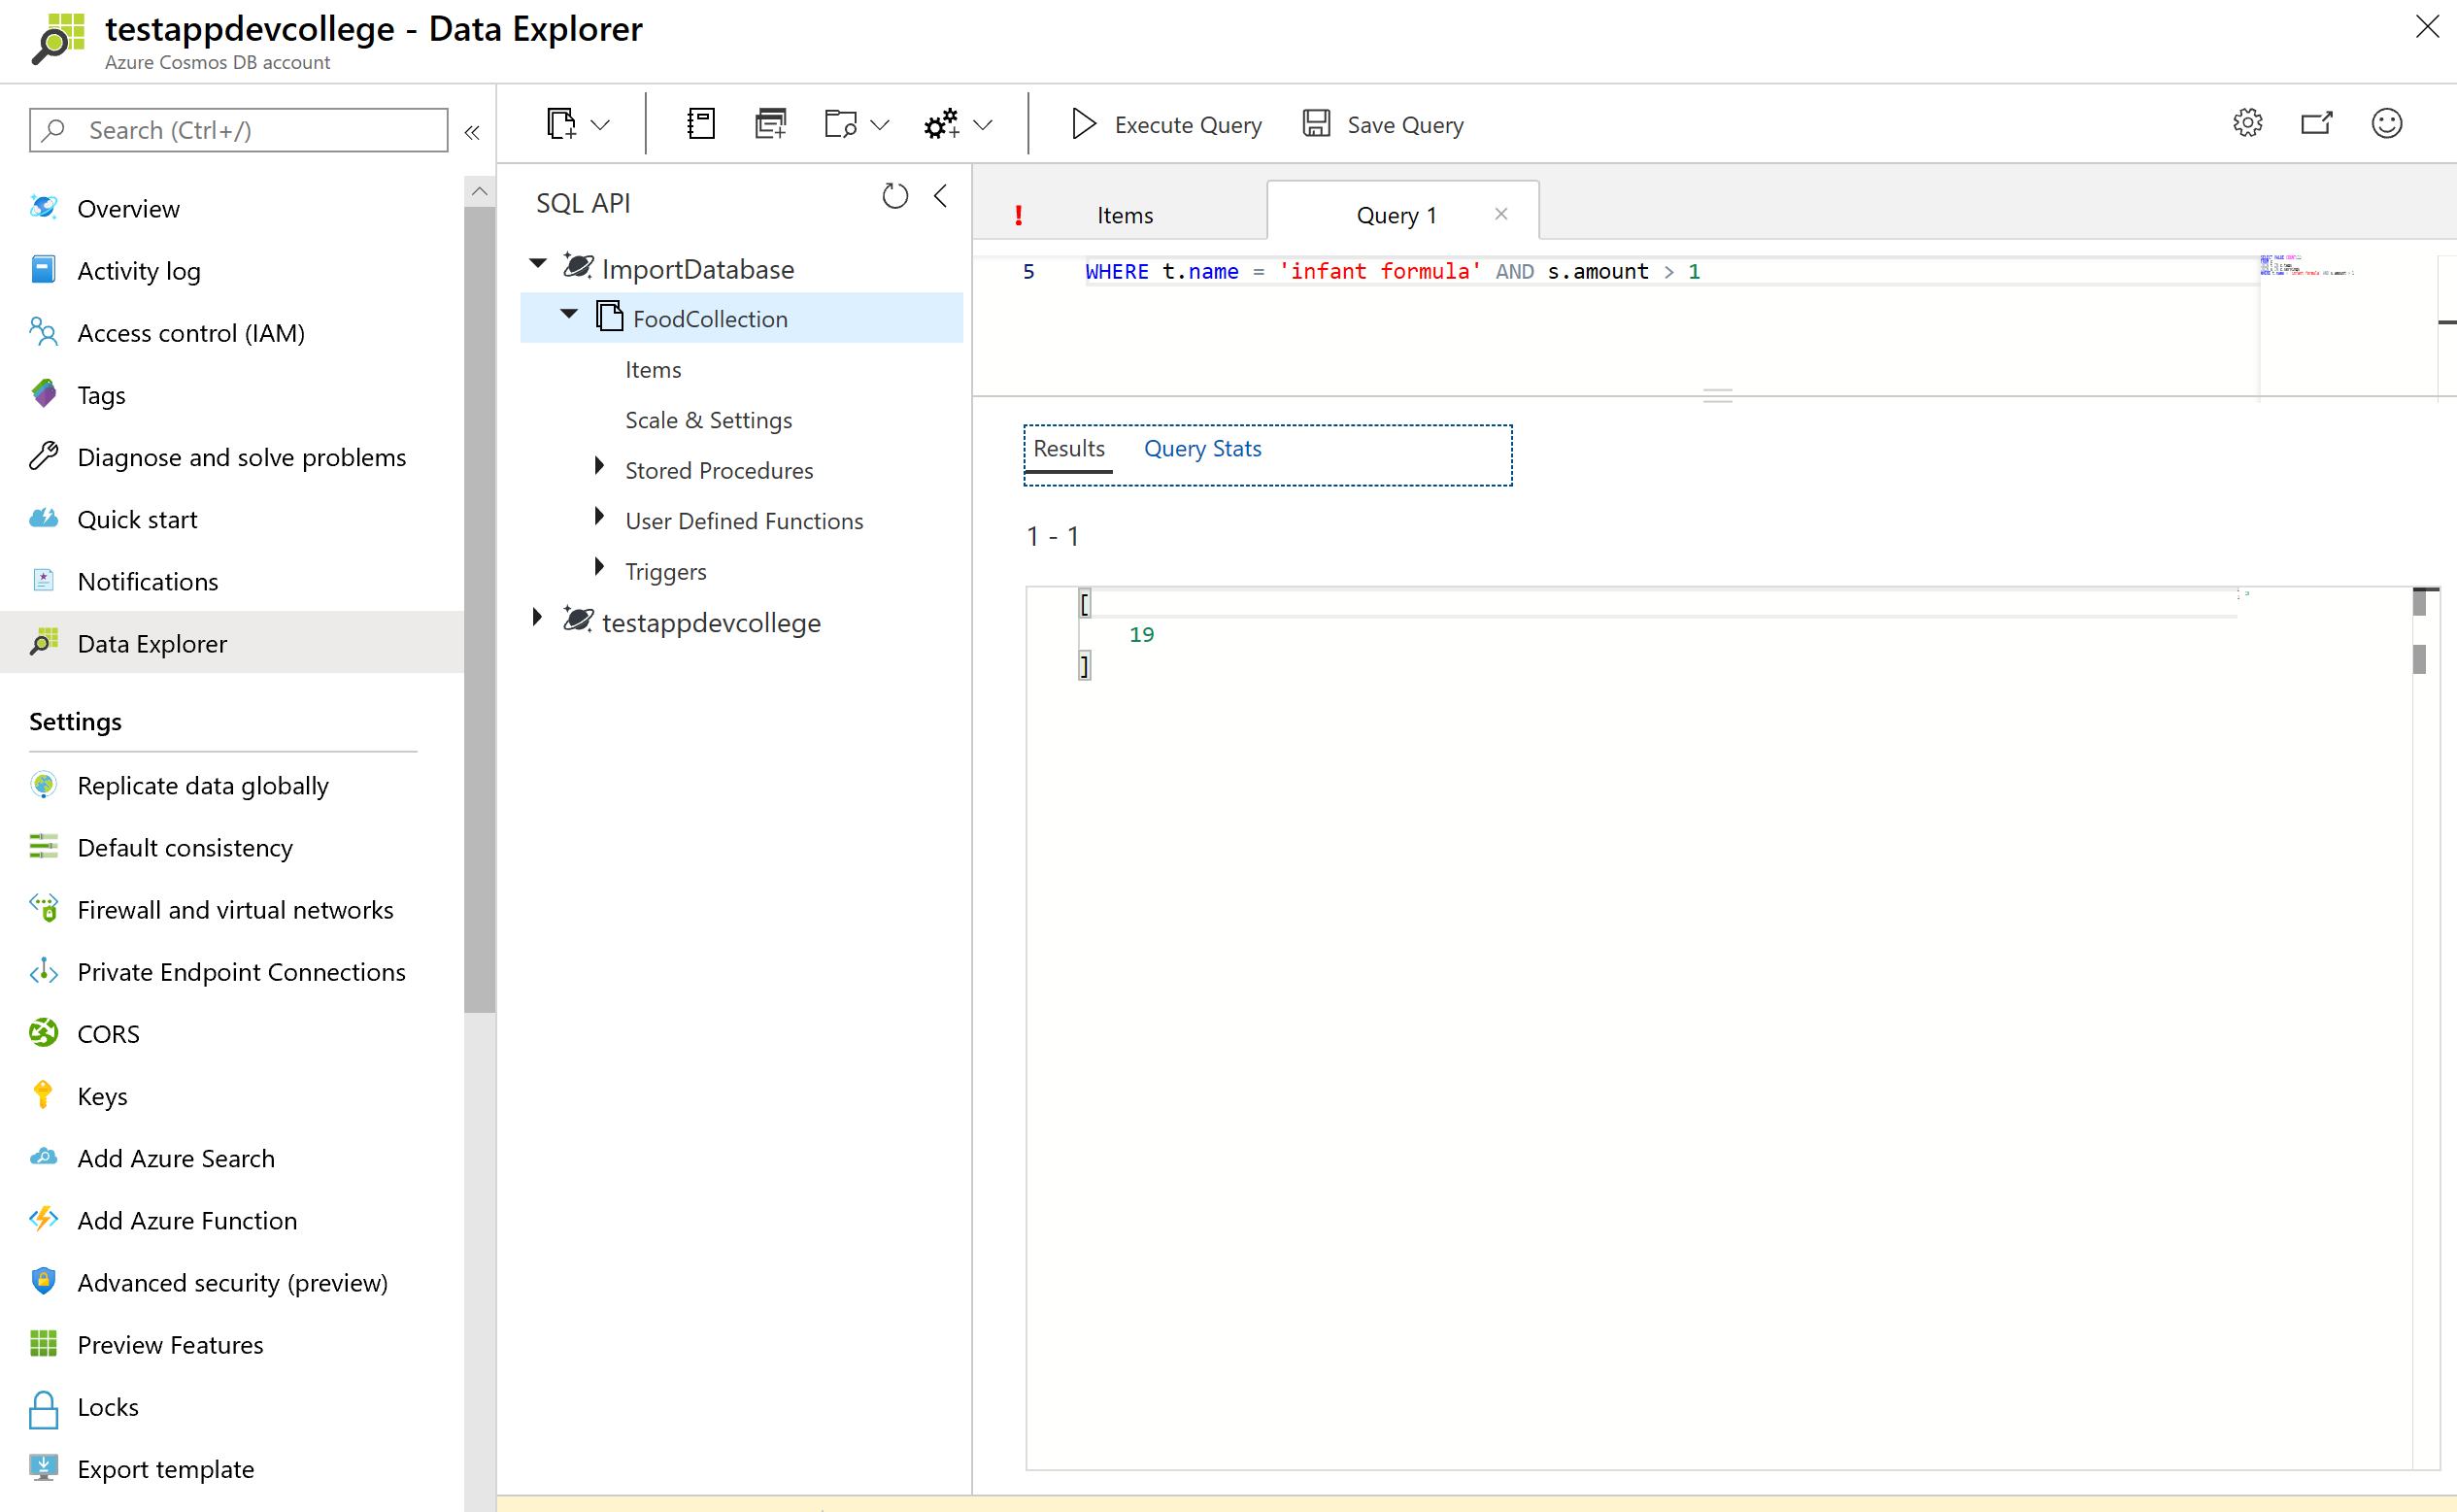 testappdevcollege - Data Explorer
Azure Cosmos DB account
Search (Ctrl+/)
Overview
Activity log
Access control (IAM)
Tags
Diagnose and solve problems
Quick start
Notifications
Data Explorer
Settings
Replicate data globally
Default consistency
Firewall and virtual networks
Private Endpoint Connections
CORS
Keys
Add Azure Search
Add Azure Function
Advanced security (preview)
Preview Features
Locks
Export template
Execute Query
Save Query
SQL API
ImportDatabase
FoodCollection
Items
Scale & Settings
Stored Procedures
User Defined Functions
Triggers
testappdevcollege
! Items
Query 1
5 WHERE t.name = 'infant formula' AND s.amount > 1
Results Query Stats
1 - 1
[
19
]